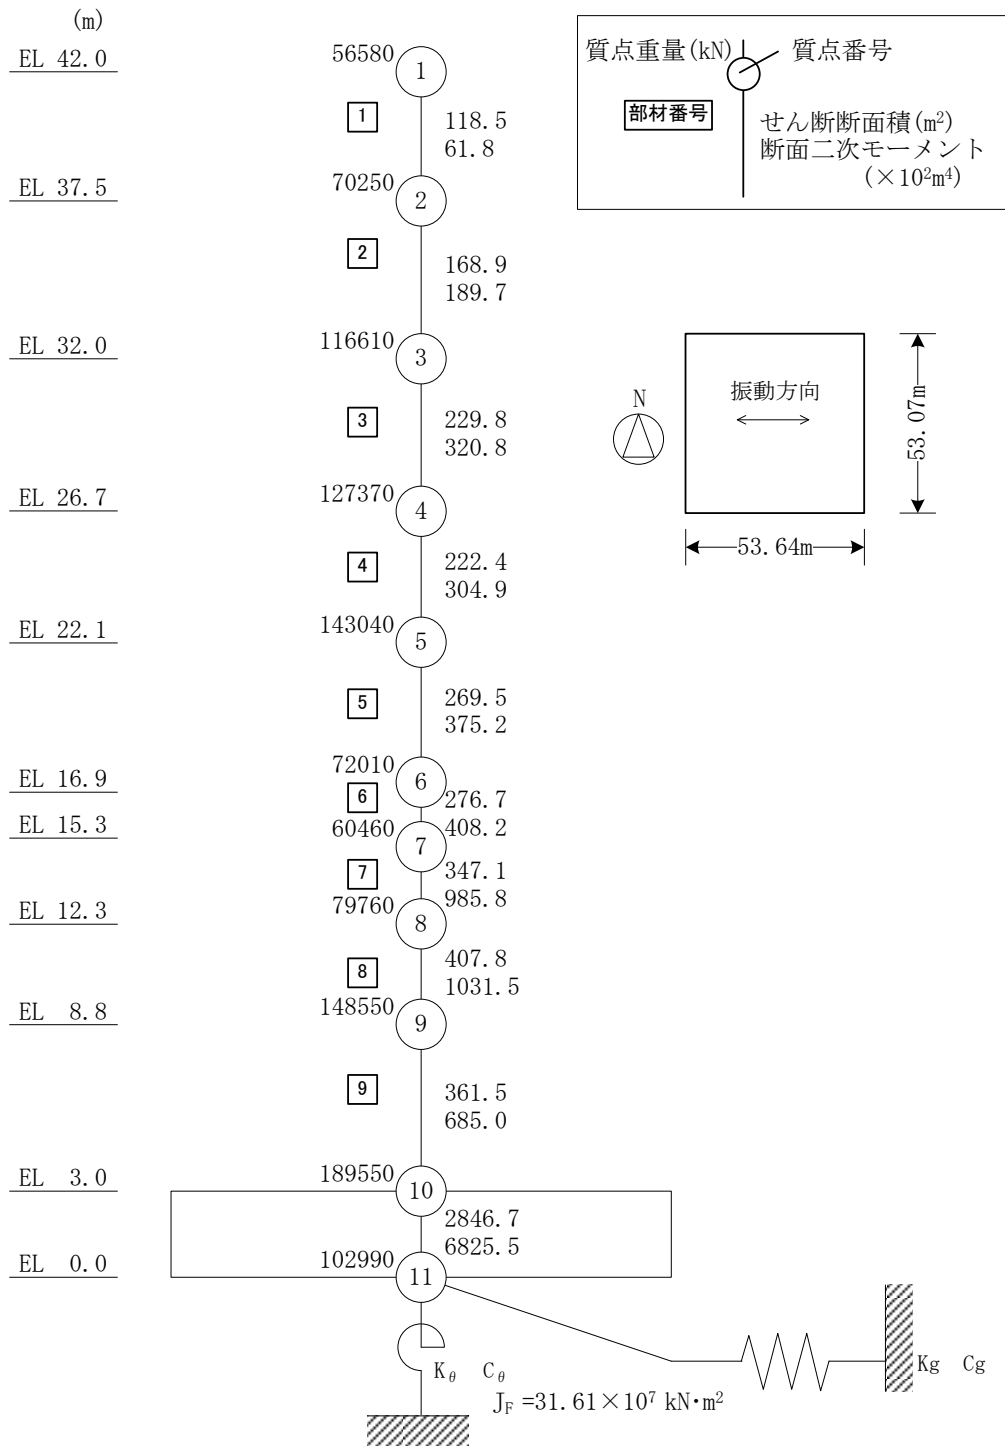 (m)
EL 42.0
56580
1
1
118.5
61.8
EL 37.5
70250
2
2
168.9
189.7
EL 32.0
116610
3
3
229.8
320.8
EL 26.7
127370
4
4
222.4
304.9
EL 22.1
143040
5
5
269.5
375.2
EL 16.9
72010
6
6
276.7
408.2
EL 15.3
60460
7
7
347.1
985.8
EL 12.3
79760
8
8
407.8
1031.5
EL 8.8
148550
9
9
361.5
685.0
EL 3.0
189550
10
2846.7
6825.5
EL 0.0
102990
11
Kθ Cθ
Kg Cg
J_F =31.61×10⁷ kN・m²
質点重量(kN)
質点番号
部材番号
せん断断面積(m²)
断面二次モーメント
(×10²m⁴)
N
振動方向
53.07m
53.64m